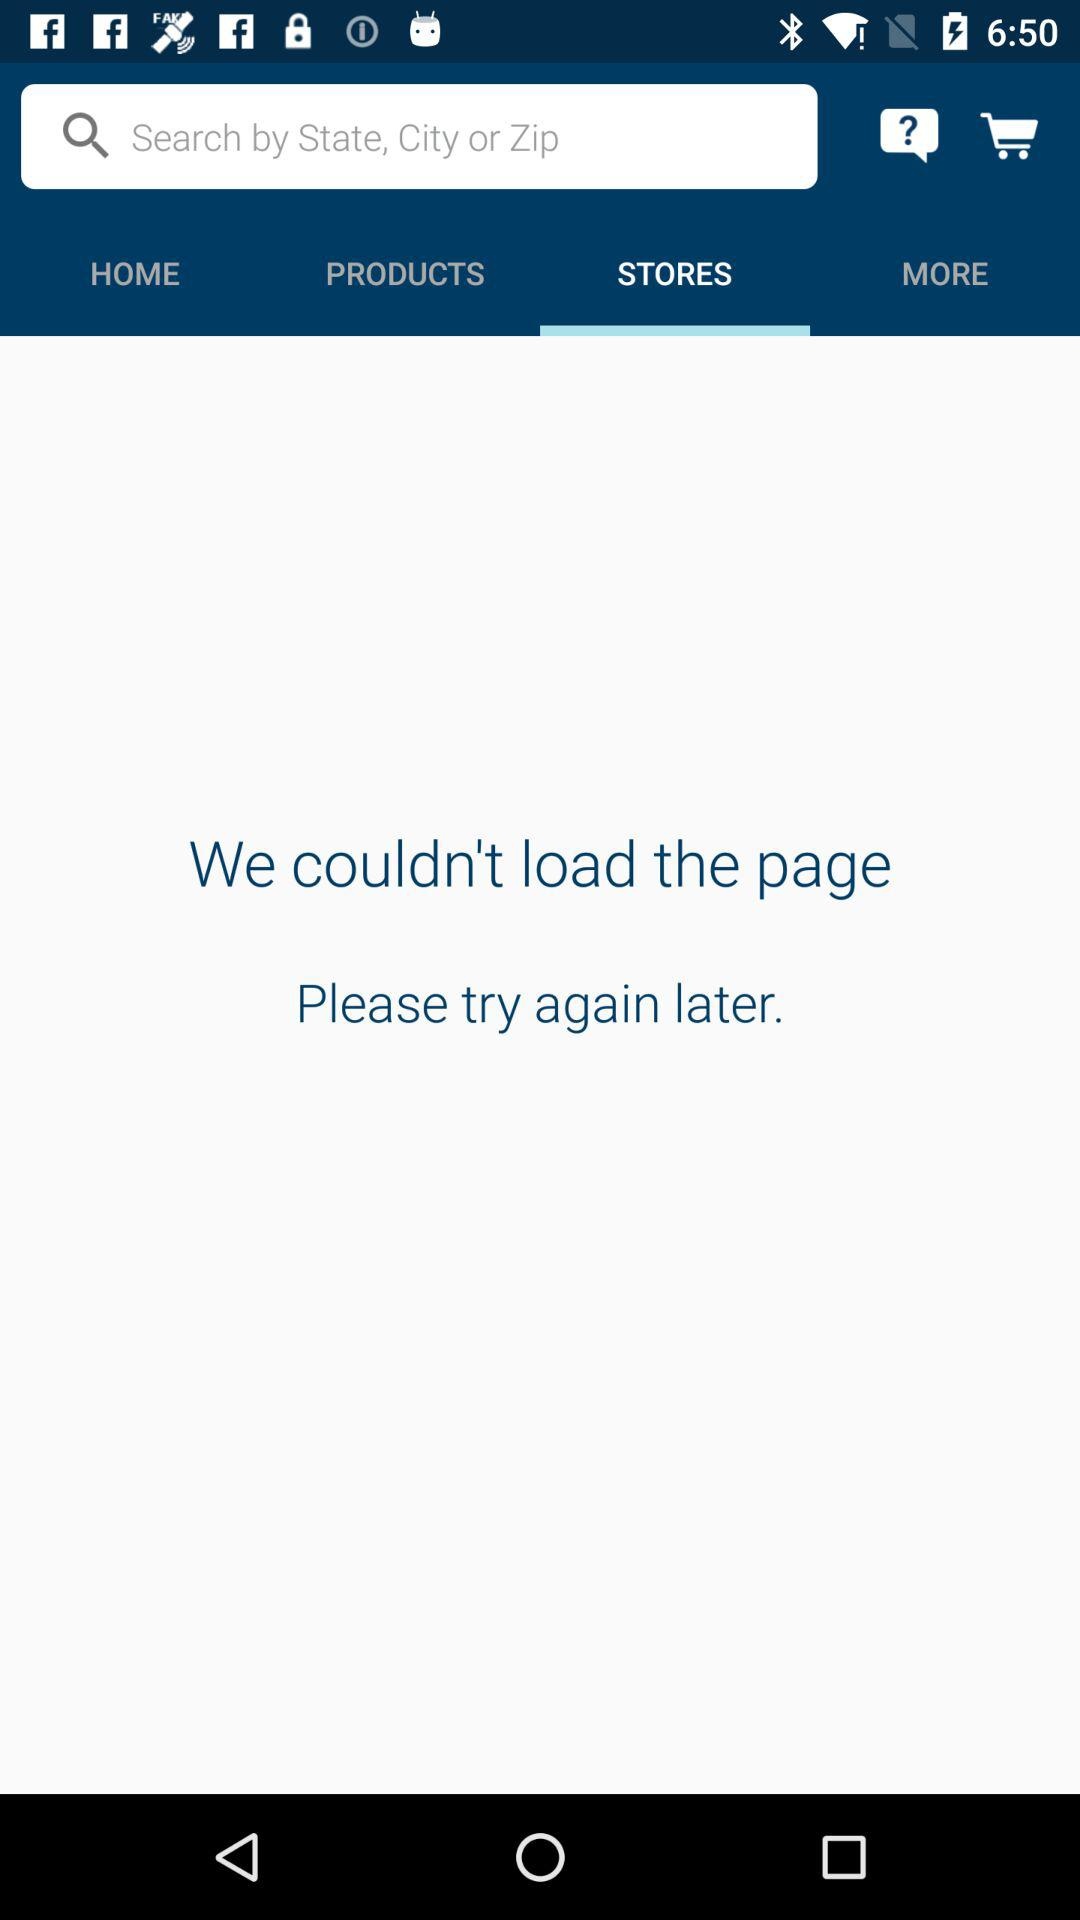 FAKE
6:50
Search by State, City or Zip
HOME PRODUCTS STORES MORE
We couldn't load the page
Please try again later.